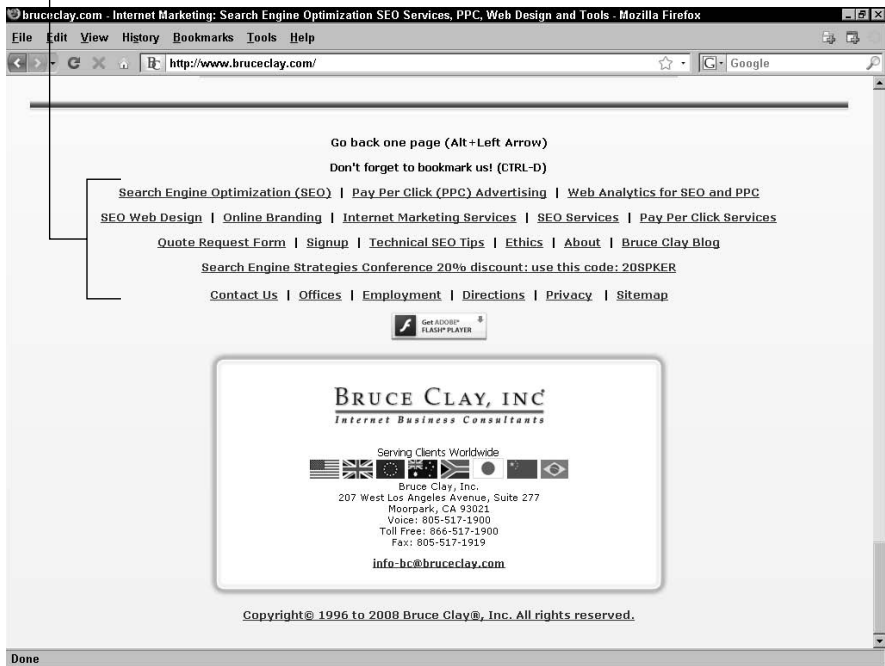 bruceclay.com - Internet Marketing: Search Engine Optimization SEO Services, PPC, Web Design and Tools - Mozilla Firefox
File Edit View History Bookmarks Tools Help
http://www.bruceclay.com/ G Google
Go back one page (Alt+Left Arrow)
Don't forget to bookmark us! (CTRL-D)
Search Engine Optimization (SEO) | Pay Per Click (PPC) Advertising | Web Analytics for SEO and PPC
SEO Web Design | Online Branding | Internet Marketing Services | SEO Services | Pay Per Click Services
Quote Request Form | Signup | Technical SEO Tips | Ethics | About | Bruce Clay Blog
Search Engine Strategies Conference 20% discount: use this code: 20SPKER
Contact Us | Offices | Employment | Directions | Privacy | Sitemap
Get ADOBE®
FLASH® PLAYER
BRUCE CLAY, INC
Internet Business Consultants
Serving Clients Worldwide
Bruce Clay, Inc.
207 West Los Angeles Avenue, Suite 277
Moorpark, CA 93021
Voice: 805-517-1900
Toll Free: 866-517-1900
Fax: 805-517-1919
info-bc@bruceclay.com
Copyright© 1996 to 2008 Bruce Clay®, Inc. All rights reserved.
Done